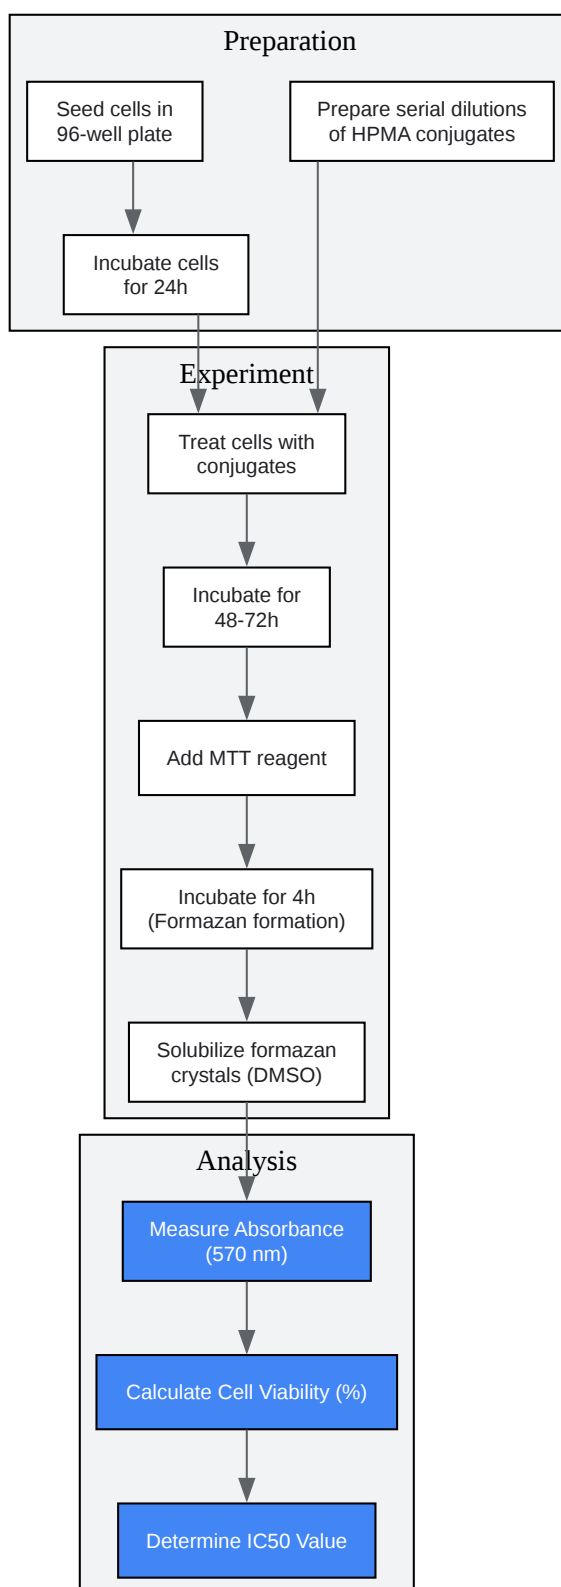 Preparation
Seed cells in
96-well plate
Prepare serial dilutions
of HPMA conjugates
Incubate cells
for 24h
Experiment
Treat cells with
conjugates
Incubate for
48-72h
Add MTT reagent
Incubate for 4h
(Formazan formation)
Solubilize formazan
crystals (DMSO)
Analysis
Measure Absorbance
(570 nm)
Calculate Cell Viability (%)
Determine IC50 Value